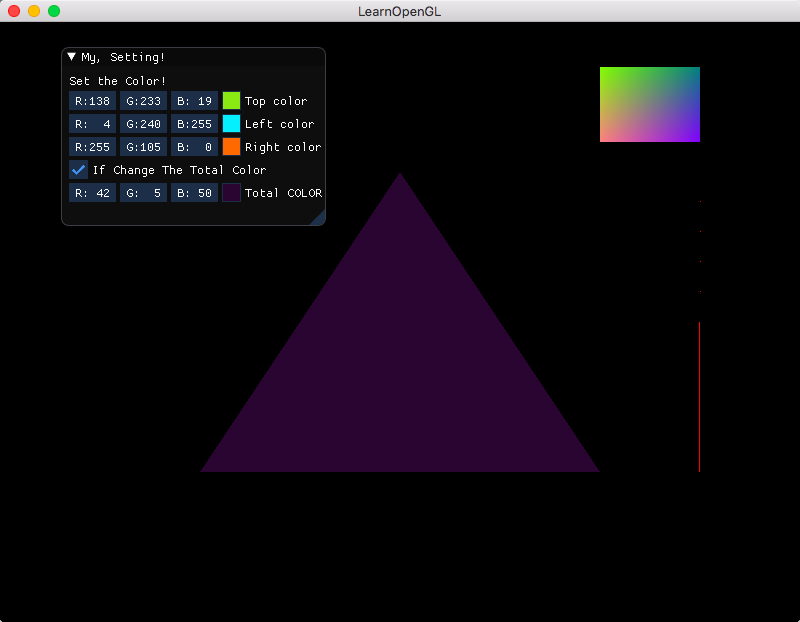 LearnOpenGL
My, Setting!
Set the Color!
R:138 G:233 B: 19 Top color
R:  4 G:240 B:255 Left color
R:255 G:105 B:  0 Right color
If Change The Total Color
R: 42 G:  5 B: 50 Total COLOR